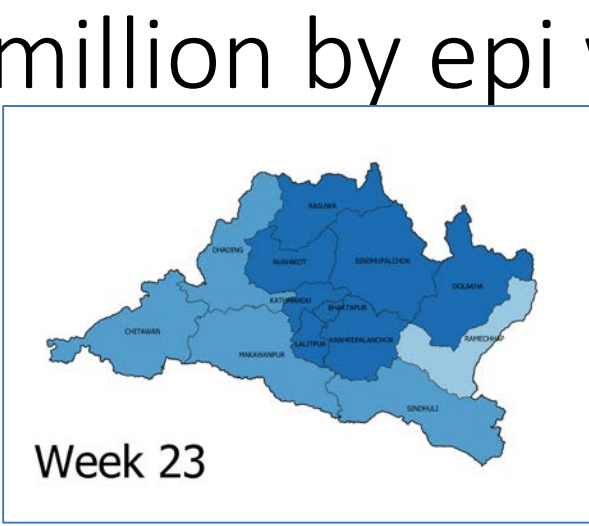 million by epi
RASUWA
DHADING
NUWAKOT
SINDHUPALCHOK
DOLAKHA
KATHMANDU
BHAKTAPUR
CHITAWAN
LALITPUR
KABHREPALANCHOK
RAMECHHAP
MAKAWANPUR
SINDHULI
Week 23